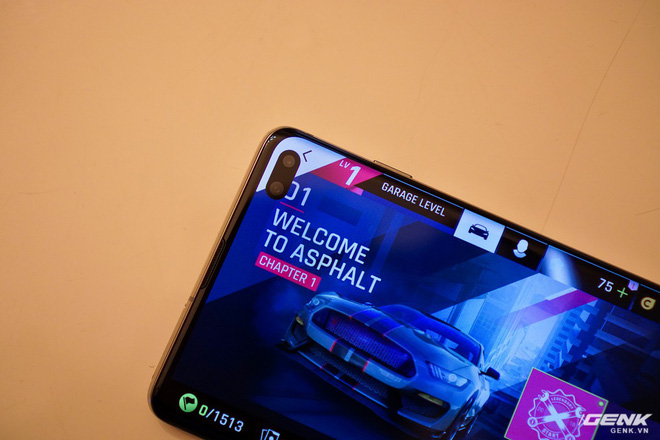 LV 1
GARAGE LEVEL
75
01
WELCOME
TO ASPHALT
CHAPTER 1
0/1513
GENK
GENK.VN